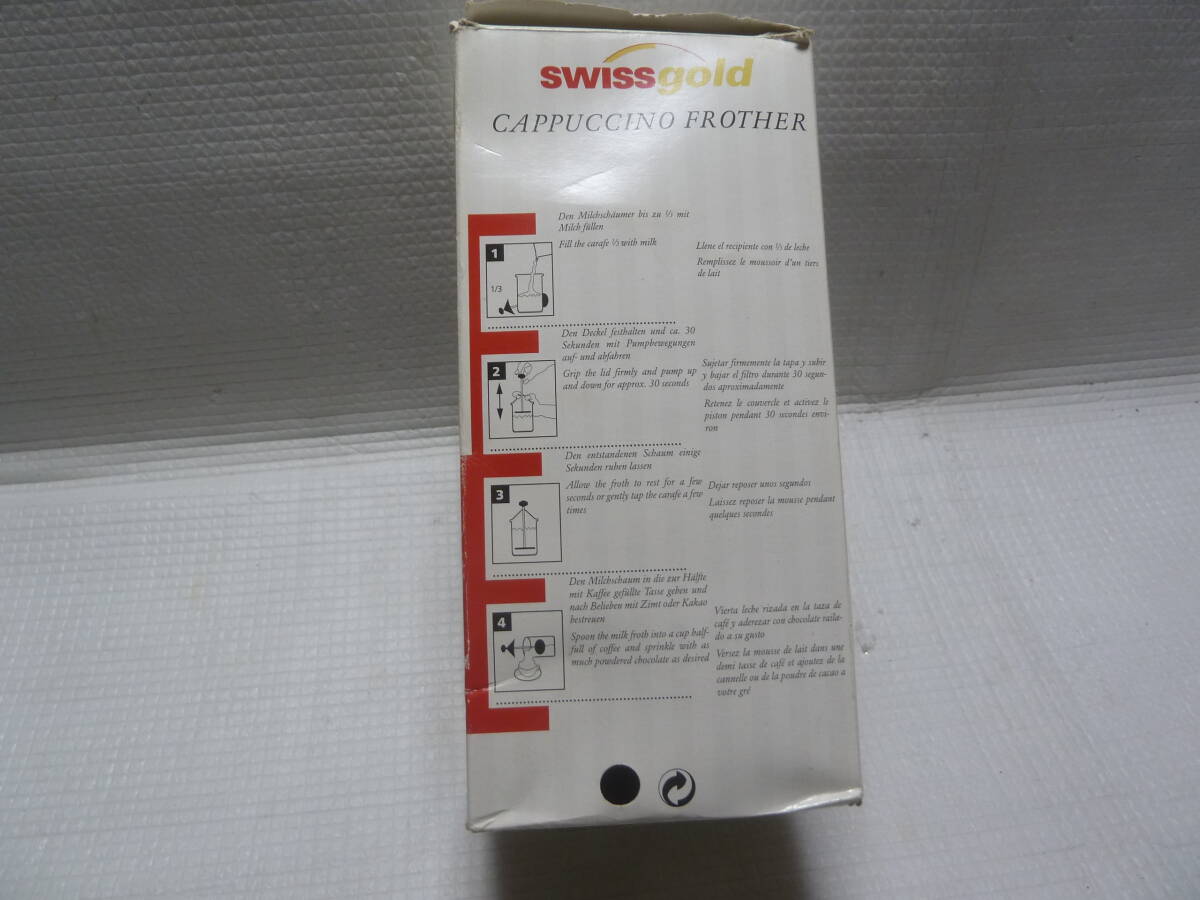 swissgold
CAPPUCCINO FROTHER
1
1/3
Den Milchschäumer bis zu ⅓ mit
Milch füllen
Fill the carafe ⅓ with milk
Llene el recipiente con ⅓ de leche
Remplissez le moussoir d'un tiers
de lait
2
Den Deckel festhalten und ca. 30
Sekunden mit Pumpbewegungen
auf- und abfahren
Grip the lid firmly and pump up
and down for approx. 30 seconds
Sujetar firmemente la tapa y subir
y bajar el filtro durante 30 segun-
dos aproximadamente
Retenez le couvercle et activez le
piston pendant 30 secondes envi-
ron
3
Den entstandenen Schaum einige
Sekunden ruhen lassen
Allow the froth to rest for a few
seconds or gently tap the carafe a few
times
Dejar reposer unos segundos
Laissez reposer la mousse pendant
quelques secondes
4
Den Milchschaum in die zur Hälfte
mit Kaffee gefüllte Tasse geben und
nach Belieben mit Zimt oder Kakao
bestreuen
Spoon the milk froth into a cup half-
full of coffee and sprinkle with as
much powdered chocolate as desired
Vierta leche rizada en la taza de
café y aderezar con chocolate ralla-
do a su gusto
Versez la mousse de lait dans une
demi tasse de café et ajoutez de la
cannelle ou de la poudre de cacao a
votre gré